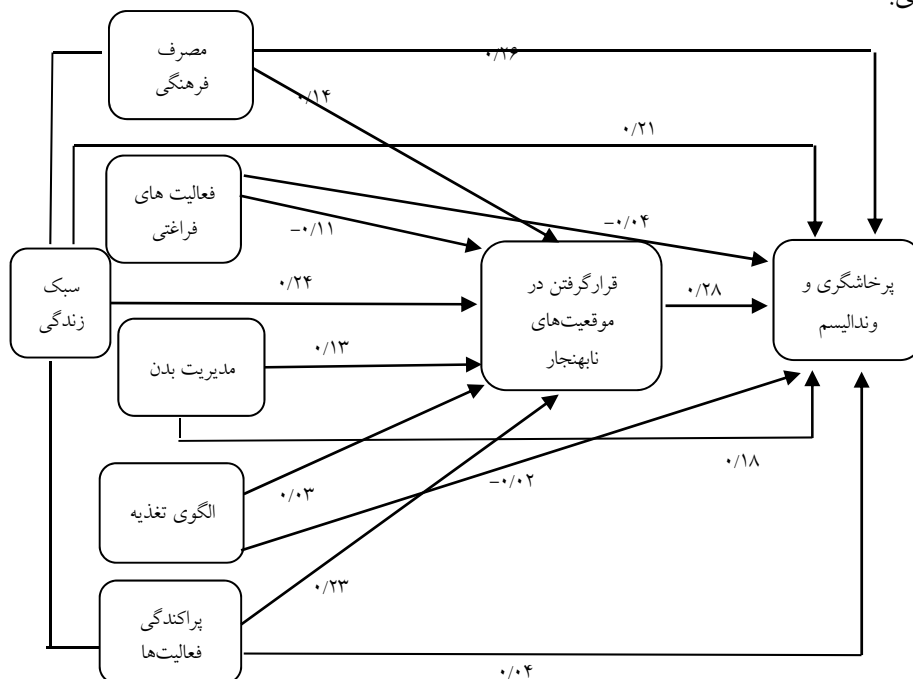 ی.
مصرف
فرهنگی
۰/۲۶
۰/۱۴
۰/۲۱
فعالیت های
فراغتی
-۰/۱۱
-۰/۰۴
سبک
زندگی
۰/۲۴
قرارگرفتن در
موقعیت‌های
نابهنجار
۰/۲۸
پرخاشگری و
وندالیسم
مدیریت بدن
۰/۱۳
۰/۱۸
الگوی تغذیه
۰/۰۳
-۰/۰۲
پراکندگی
فعالیت‌ها
۰/۲۳
۰/۰۴